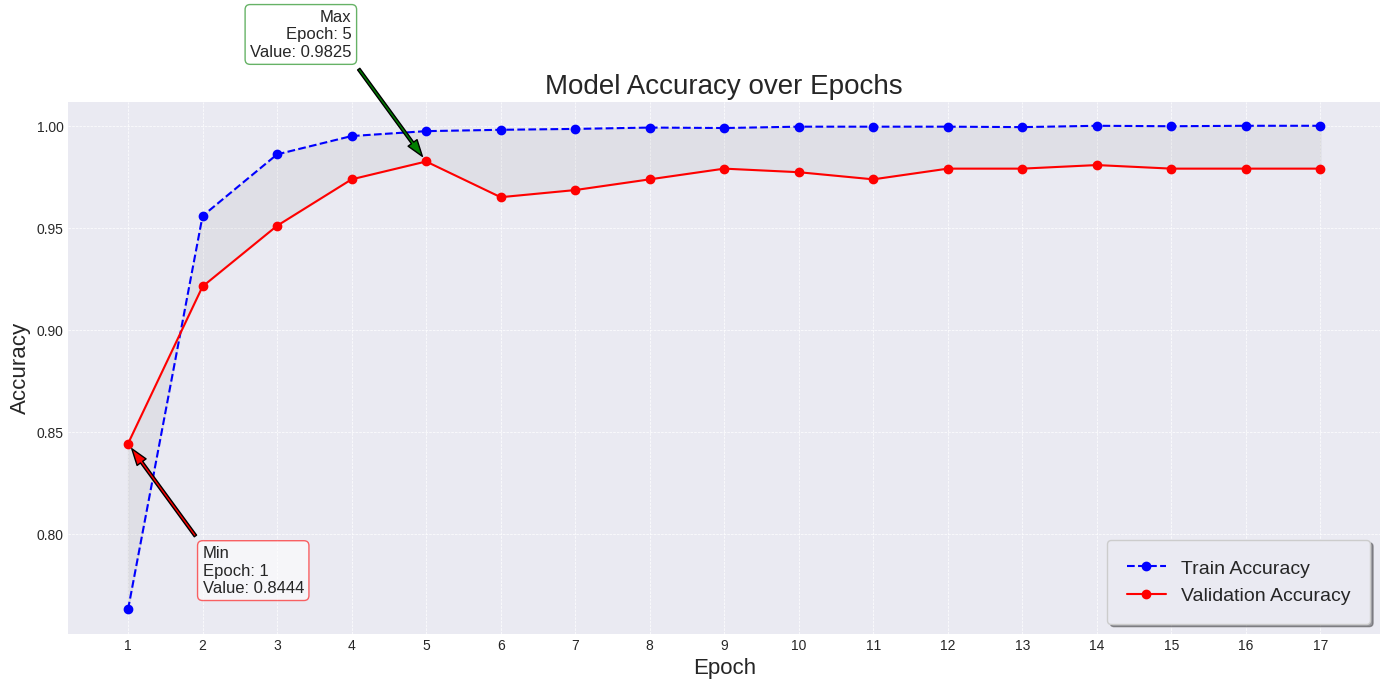 Max
Epoch: 5
Value: 0.9825
Model Accuracy over Epochs
1.00
0.95
0.90
0.85
0.80
Accuracy
Min
Epoch: 1
Value: 0.8444
Train Accuracy
Validation Accuracy
1 2 3 4 5 6 7 8 9 10 11 12 13 14 15 16 17
Epoch